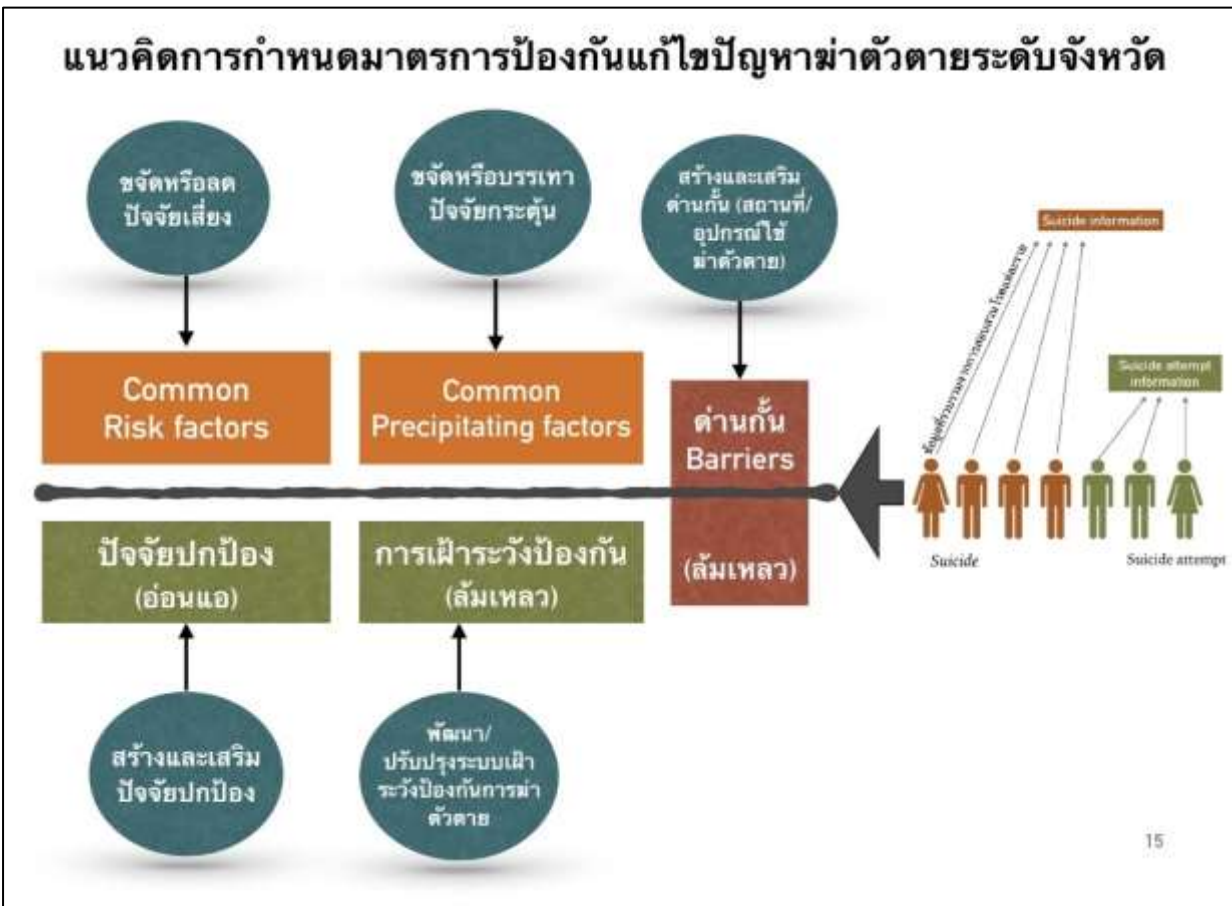 แนวคิดการกำหนดมาตรการป้องกันแก้ไขปัญหาฆ่าตัวตายระดับจังหวัด
ขจัดหรือลด
ปัจจัยเสี่ยง
ขจัดหรือบรรเทา
ปัจจัยกระตุ้น
สร้างและเสริม
ด่านกั้น (สถานที่/
อุปกรณ์ใช้
ฆ่าตัวตาย)
Suicide information
Suicide attempt
information
Common
Risk factors
Common
Precipitating factors
ด่านกั้น
Barriers
(ล้มเหลว)
ปัจจัยปกป้อง
(อ่อนแอ)
การเฝ้าระวังป้องกัน
(ล้มเหลว)
Suicide
Suicide attempt
สร้างและเสริม
ปัจจัยปกป้อง
พัฒนา/
ปรับปรุงระบบเฝ้า
ระวังป้องกันการฆ่า
ตัวตาย
15